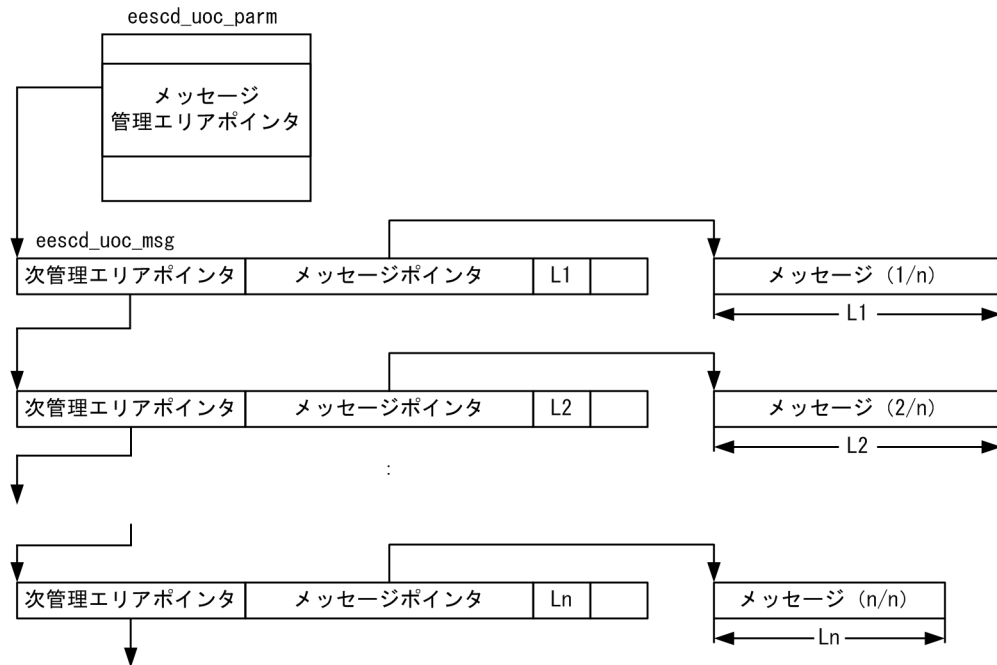 eescd_uoc_parm
メッセージ
管理エリアポインタ
eescd_uoc_msg
次管理エリアポインタ メッセージポインタ L1 メッセージ (1/n)
L1
次管理エリアポインタ メッセージポインタ L2 メッセージ (2/n)
L2
:
次管理エリアポインタ メッセージポインタ Ln メッセージ (n/n)
Ln